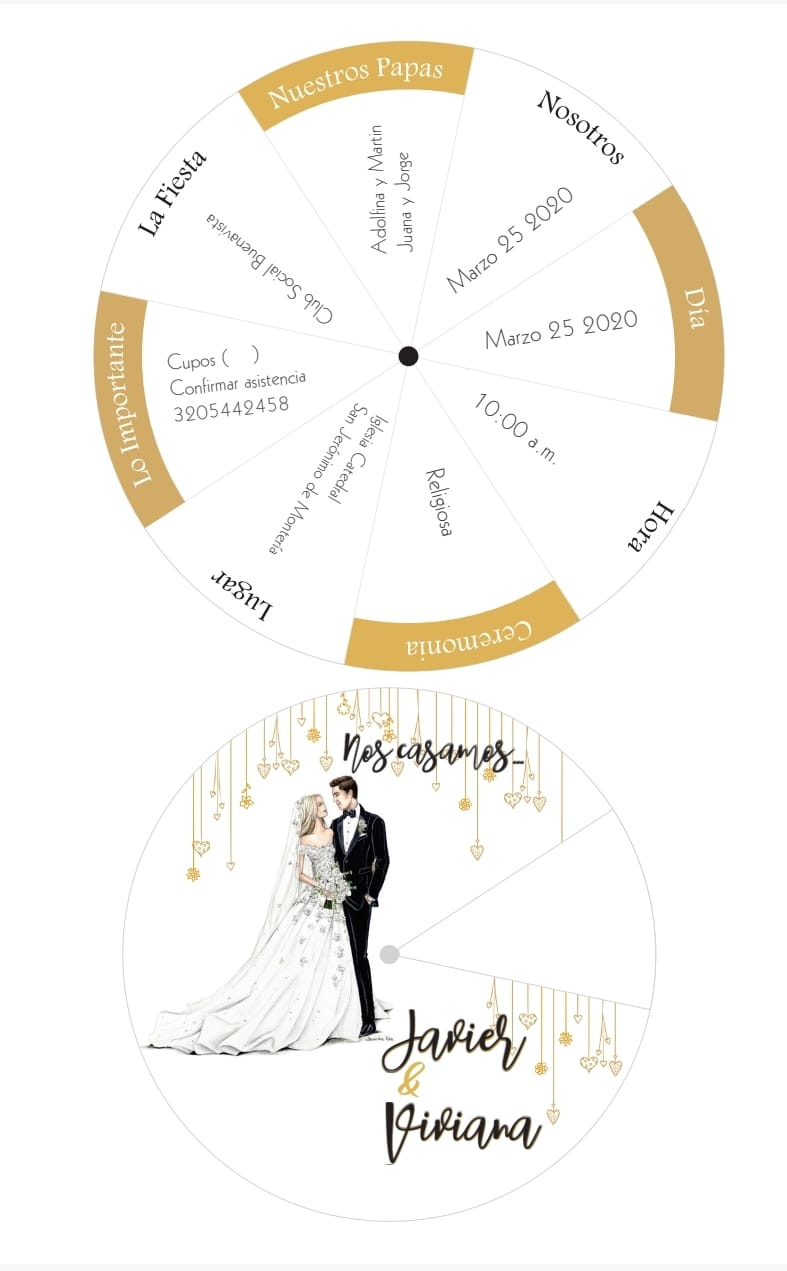 Nuestros Papas
Adolfina y Martin
Juana y Jorge
Nosotros
Marzo 25 2020
Día
Marzo 25 2020
Hora
10:00 a.m.
Ceremonia
Religiosa
Lugar
Iglesia Catedral
San Jerónimo de Montería
Lo Importante
Cupos (    )
Confirmar asistencia
3205442458
La Fiesta
Club Social Buenavista
Nos casamos...
Javier
&
Viviana